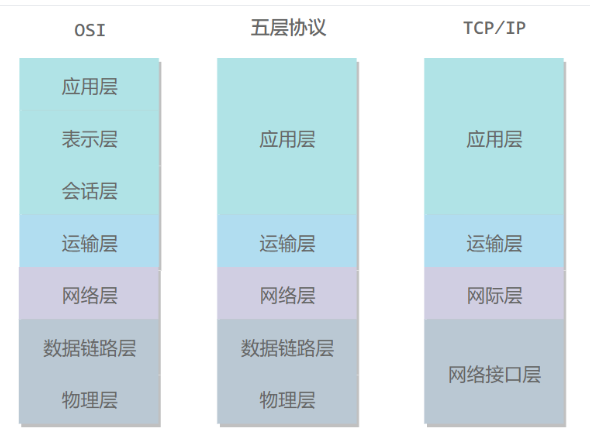 OSI
五层协议
TCP/IP
应用层
表示层
会话层
运输层
网络层
数据链路层
物理层
应用层
运输层
网络层
数据链路层
物理层
应用层
运输层
网际层
网络接口层